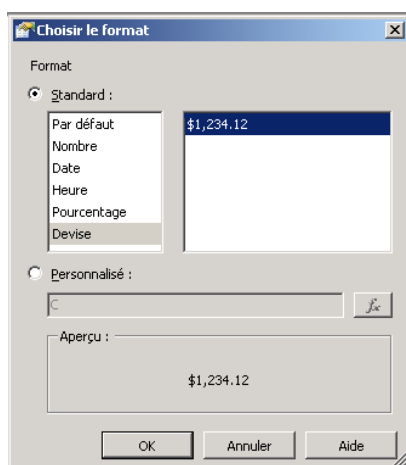 Choisir le format
Format
Standard :
Par défaut
Nombre
Date
Heure
Pourcentage
Devise
$1,234.12
Personnalisé :
C
fx
Aperçu :
$1,234.12
OK
Annuler
Aide